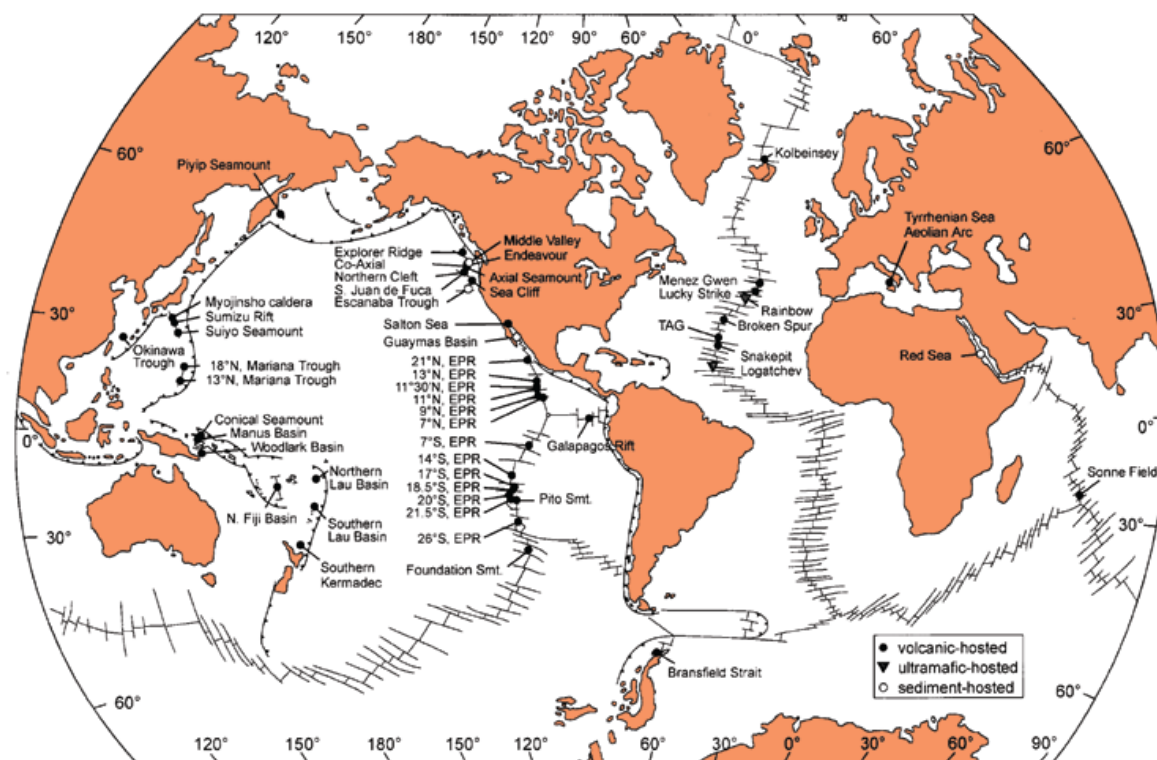 120° 150° 180° 150° 120° 90° 60° 0° 60°
60°
60°
Piyip Seamount
Kolbeinsey
Tyrrhenian Sea
Aeolian Arc
Middle Valley
Endeavour
Explorer Ridge
Co-Axial
Northern Cleft
S. Juan de Fuca
Escanaba Trough
Axial Seamount
Sea Cliff
Menez Gwen
Lucky Strike
Rainbow
Broken Spur
TAG
Snakepit
Logatchev
Red Sea
30°
30°
Myojinsho caldera
Sumizu Rift
Suiyo Seamount
Okinawa
Trough
18°N, Mariana Trough
13°N, Mariana Trough
Salton Sea
Guaymas Basin
21°N, EPR
13°N, EPR
11°30'N, EPR
11°N, EPR
9°N, EPR
7°N, EPR
Galapagos Rift
0°
0°
Conical Seamount
Manus Basin
Woodlark Basin
Northern
Lau Basin
N. Fiji Basin
Southern
Lau Basin
Southern
Kermadec
7°S, EPR
14°S, EPR
17°S, EPR
18.5°S, EPR
20°S, EPR
21.5°S, EPR
Pito Smt.
26°S, EPR
Foundation Smt.
Sonne Field
30°
30°
Bransfield Strait
volcanic-hosted
ultramafic-hosted
sediment-hosted
60°
60°
120° 150° 180° 150° 120° 90° 60° 30° 0° 30° 60° 90°